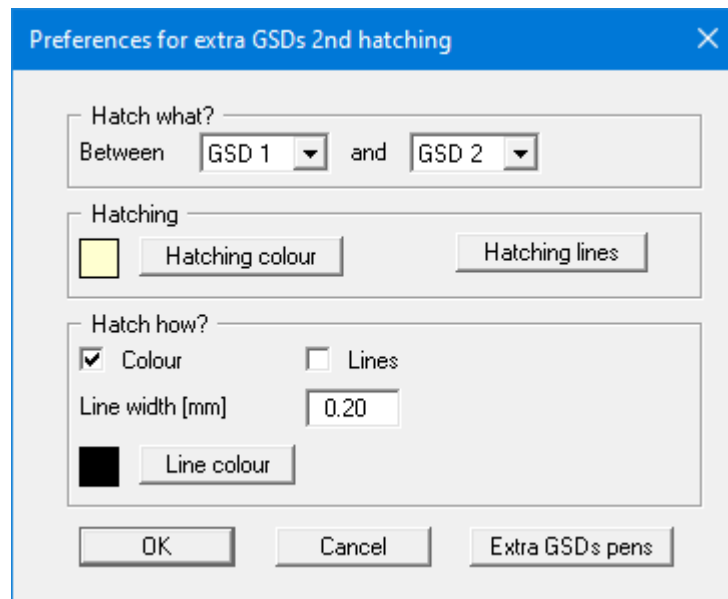 Preferences for extra GSDs 2nd hatching
Hatch what?
Between GSD 1 and GSD 2
Hatching
Hatching colour Hatching lines
Hatch how?
Colour Lines
Line width [mm] 0.20
Line colour
OK Cancel Extra GSDs pens